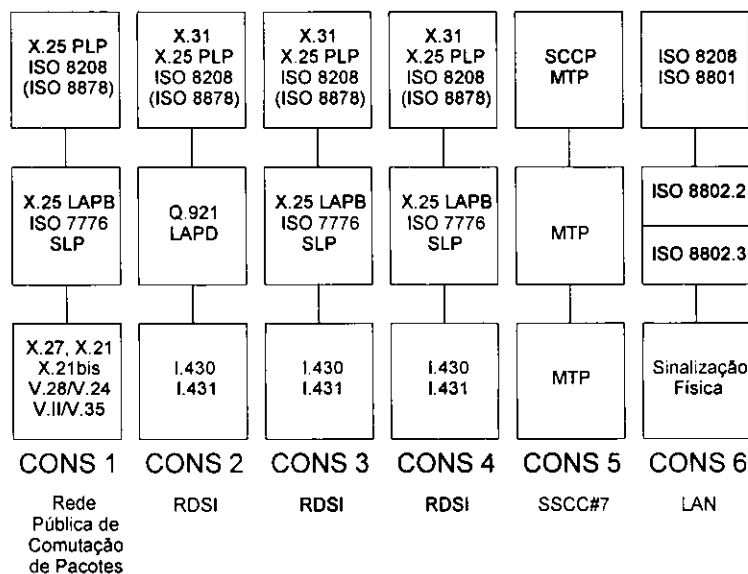 X.25 PLP
ISO 8208
(ISO 8878)
X.31
X.25 PLP
ISO 8208
(ISO 8878)
X.31
X.25 PLP
ISO 8208
(ISO 8878)
X.31
X.25 PLP
ISO 8208
(ISO 8878)
SCCP
MTP
ISO 8208
ISO 8801
X.25 LAPB
ISO 7776
SLP
Q.921
LAPD
X.25 LAPB
ISO 7776
SLP
X.25 LAPB
ISO 7776
SLP
MTP
ISO 8802.2
ISO 8802.3
X.27, X.21
X.21bis
V.28/V.24
V.II/V.35
I.430
I.431
I.430
I.431
I.430
I.431
MTP
Sinalização
Física
CONS 1
CONS 2
CONS 3
CONS 4
CONS 5
CONS 6
Rede
Pública de
Comutação
de Pacotes
RDSI
RDSI
RDSI
SSCC#7
LAN